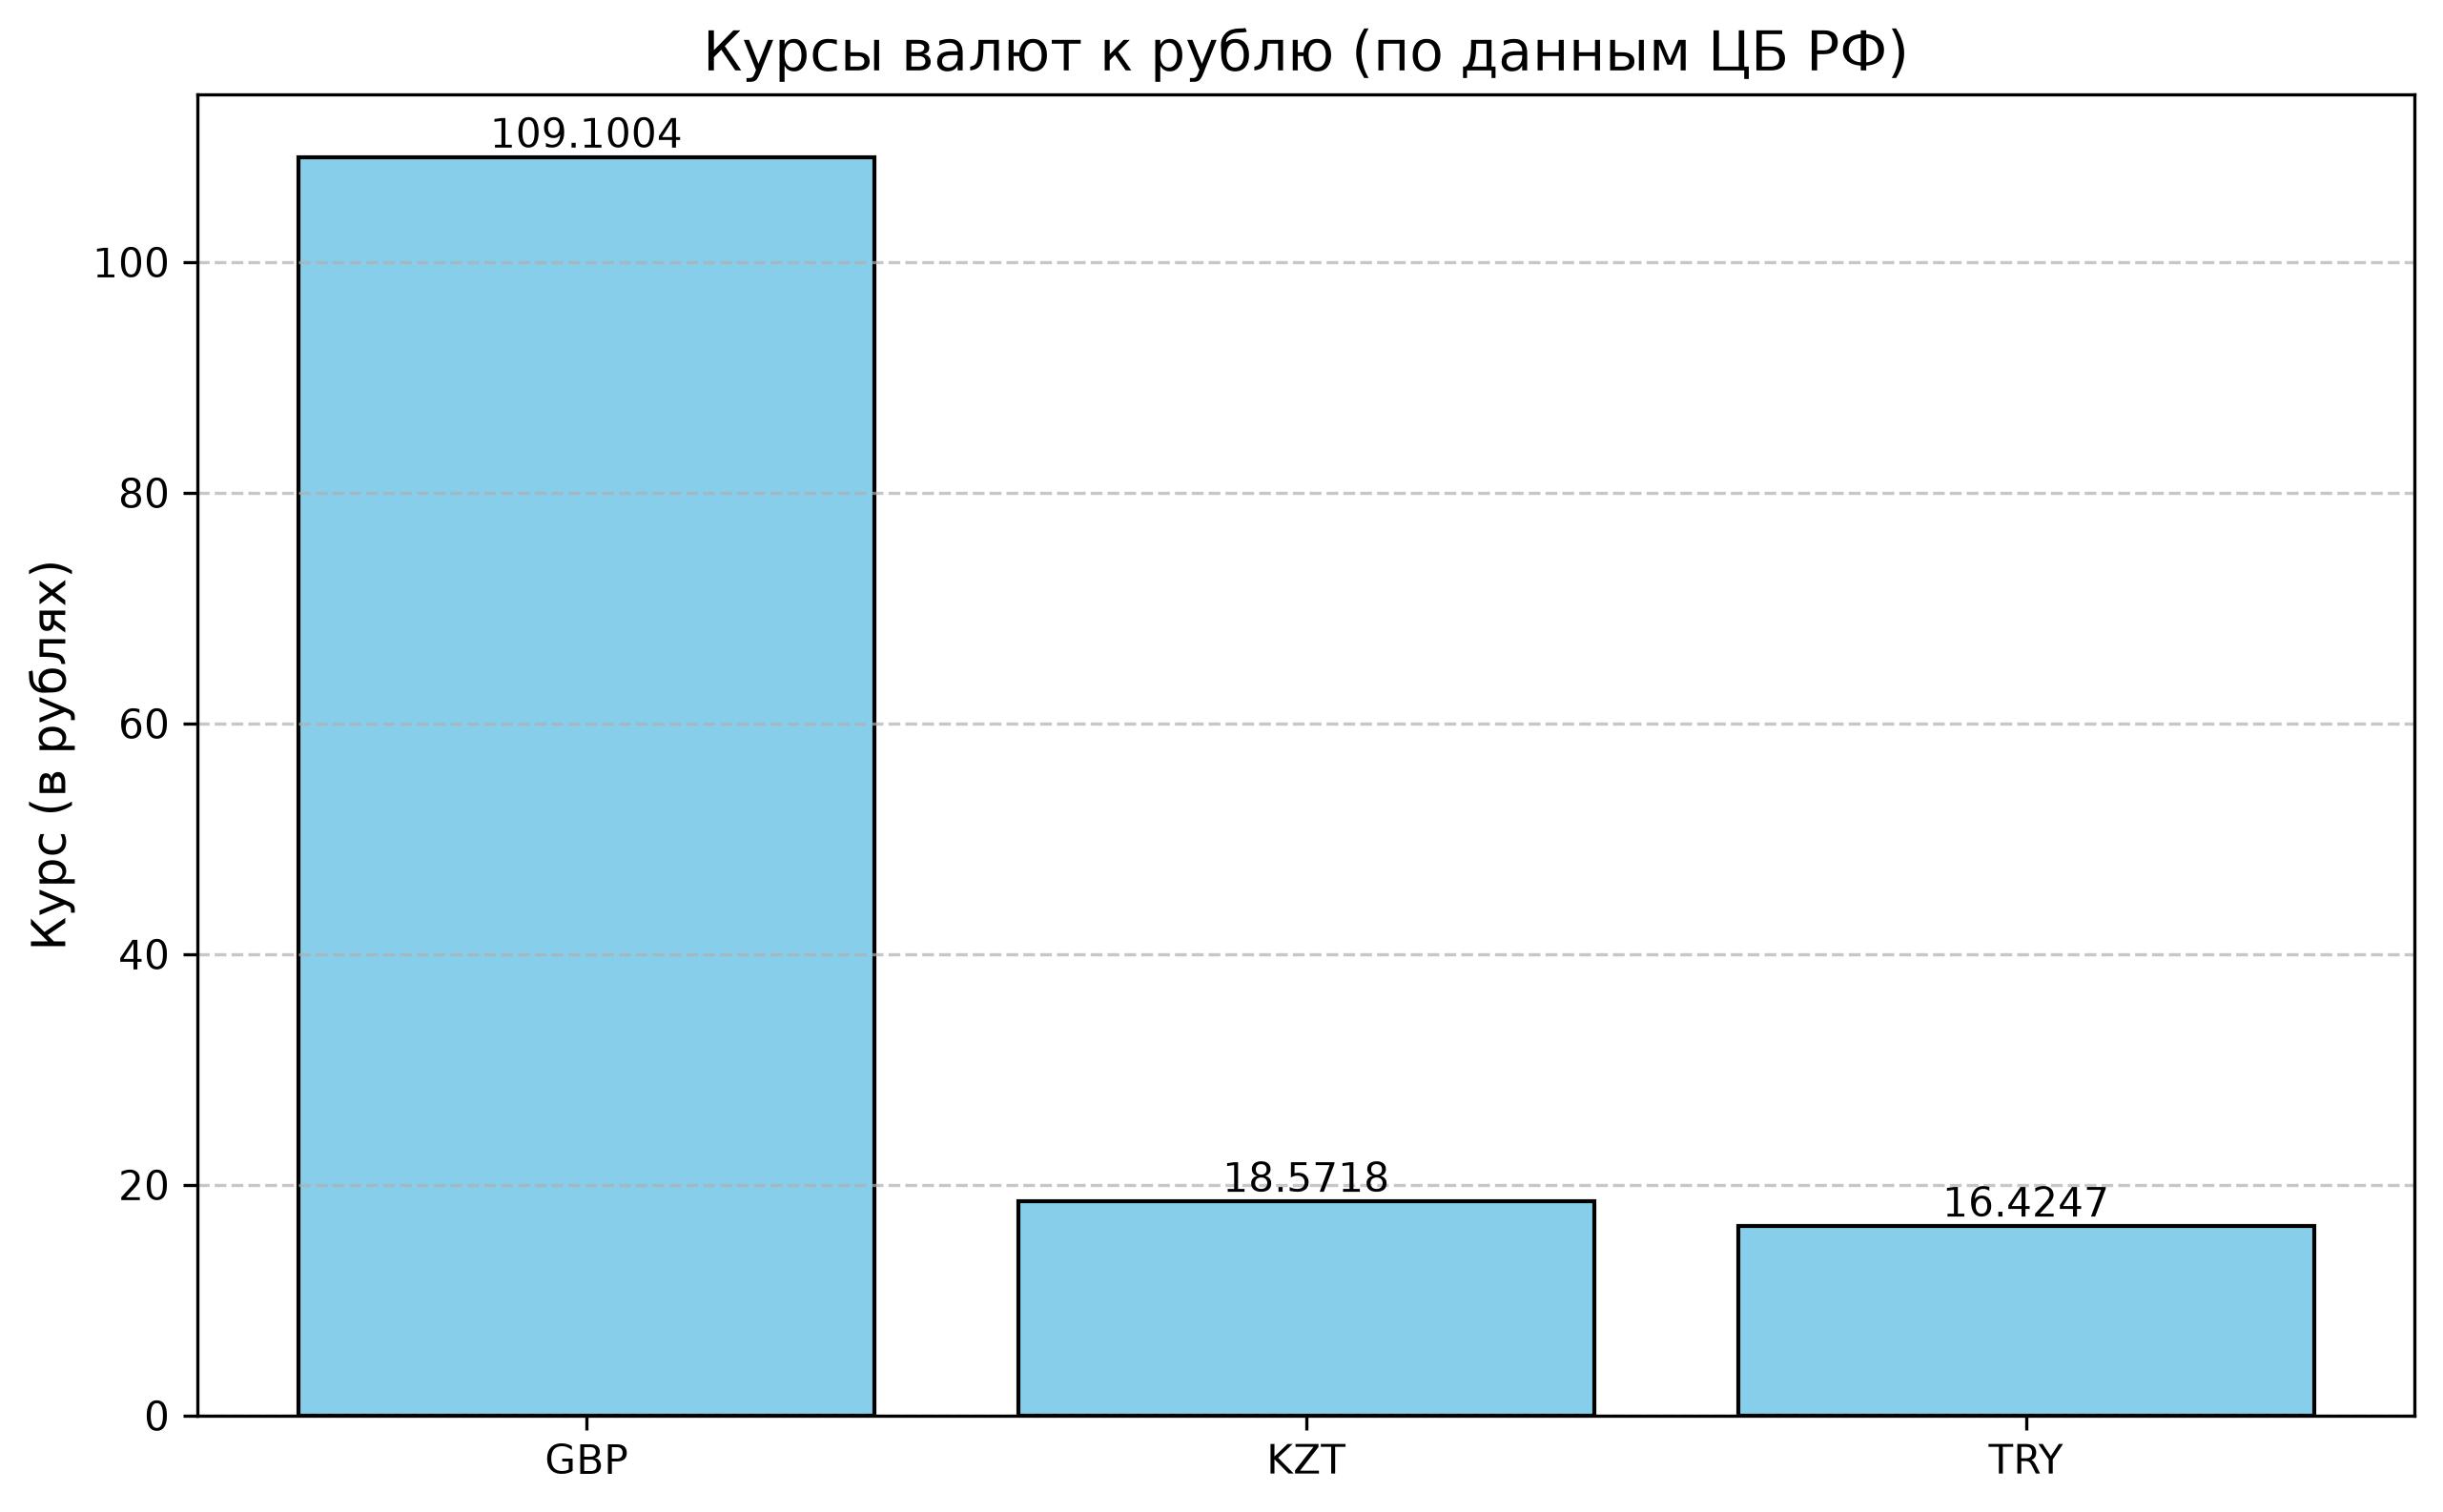 Курсы валют к рублю (по данным ЦБ РФ)
Курс (в рублях)
109.1004
100
80
60
40
18.5718
20
16.4247
0
GBP
KZT
TRY